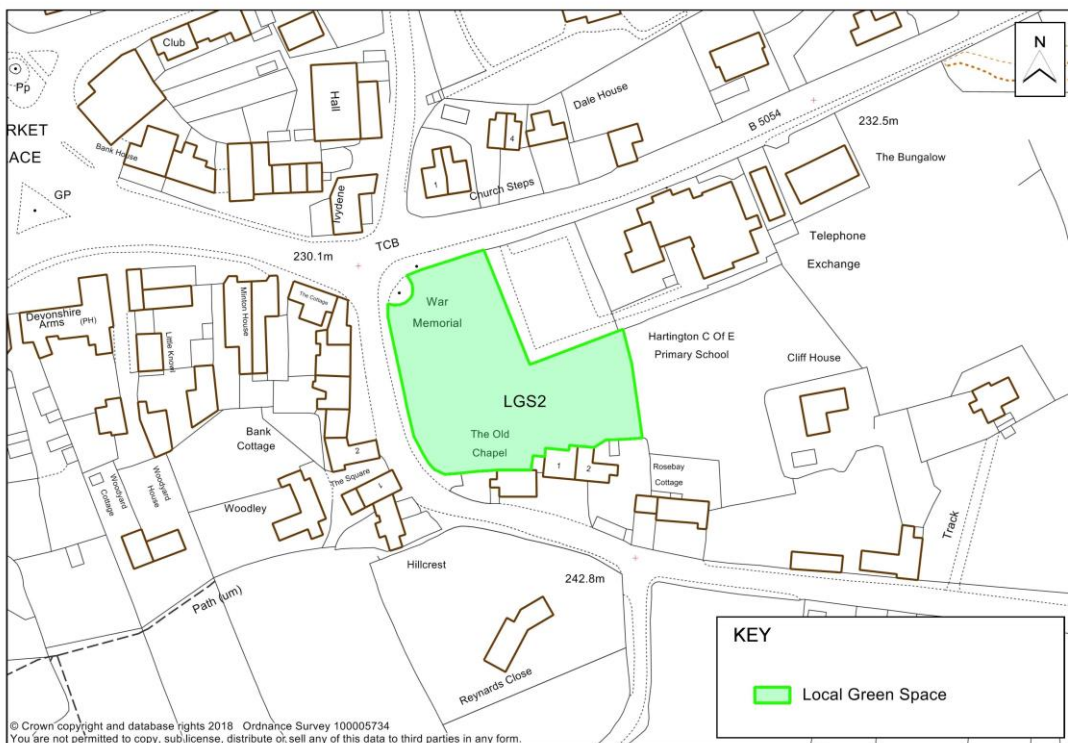 Club
Pp
Hall
Dale House
N
B 5054
232.5m
RKET
ACE
Bank House
4
1
Church Steps
The Bungalow
GP
Ivydene
TCB
230.1m
Telephone
Exchange
War
Memorial
Devonshire
Arms (PH)
Little Knowl
Minton House
The Cottage
Hartington C Of E
Primary School
Cliff House
LGS2
The Old
Chapel
Bank
Cottage
2
1
2
The Square
1
Rosebay
Cottage
Woodyard
Cottage
Woodyard
House
Woodley
Track
Hillcrest
242.8m
Path (um)
Reynards Close
KEY
Local Green Space
© Crown copyright and database rights 2018 Ordnance Survey 100005734
You are not permitted to copy, sub license, distribute or sell any of this data to third parties in any form.